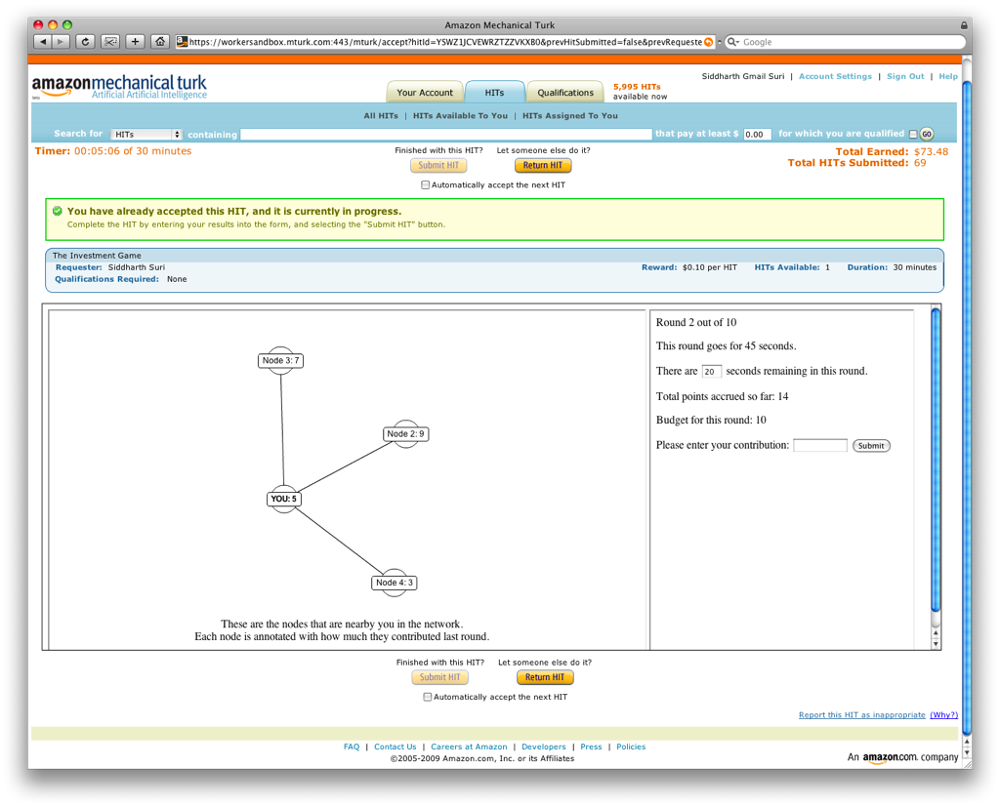 Amazon Mechanical Turk
https://workersandbox.mturk.com:443/mturk/accept?hitId=YSWZ1JCVEWRZTZZVKXB0&prevHitSubmitted=false&prevRequeste
Google
Siddharth Gmail Suri | Account Settings | Sign Out | Help
amazonmechanical turk
beta
Artificial Artificial Intelligence
Your Account
HITs
Qualifications
5,995 HITs
available now
All HITs | HITs Available To You | HITs Assigned To You
Search for HITs containing that pay at least $ 0.00 for which you are qualified GO
Timer: 00:05:06 of 30 minutes
Finished with this HIT? Let someone else do it?
Submit HIT Return HIT
Automatically accept the next HIT
Total Earned: $73.48
Total HITs Submitted: 69
You have already accepted this HIT, and it is currently in progress.
Complete the HIT by entering your results into the form, and selecting the "Submit HIT" button.
The Investment Game
Requester: Siddharth Suri Reward: $0.10 per HIT HITs Available: 1 Duration: 30 minutes
Qualifications Required: None
Node 3: 7
Node 2: 9
YOU: 5
Node 4: 3
These are the nodes that are nearby you in the network.
Each node is annotated with how much they contributed last round.
Round 2 out of 10
This round goes for 45 seconds.
There are 20 seconds remaining in this round.
Total points accrued so far: 14
Budget for this round: 10
Please enter your contribution: Submit
Finished with this HIT? Let someone else do it?
Submit HIT Return HIT
Automatically accept the next HIT
Report this HIT as inappropriate (Why?)
FAQ | Contact Us | Careers at Amazon | Developers | Press | Policies
©2005-2009 Amazon.com, Inc. or its Affiliates
An amazon.com. company